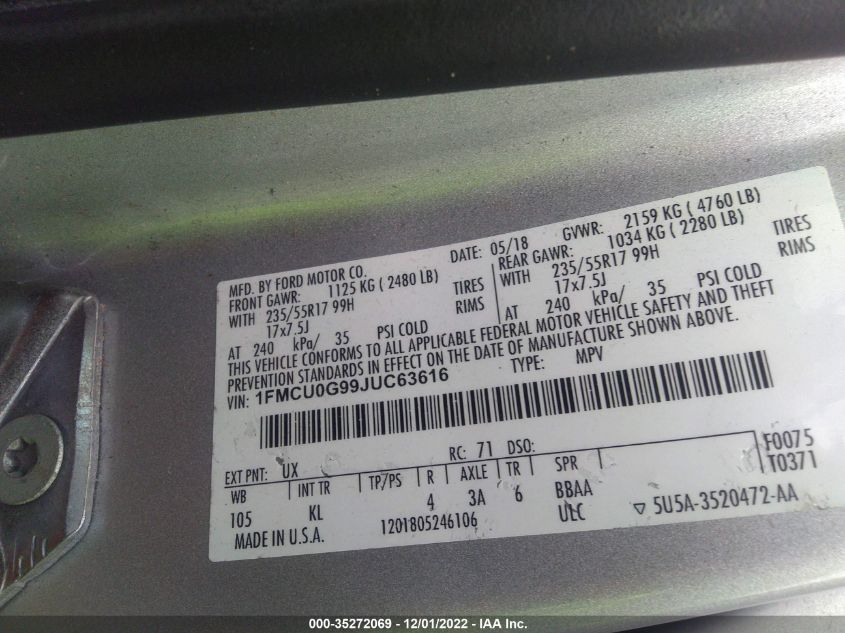 MFD. BY FORD MOTOR CO. DATE: 05/18 GVWR: 2159 KG ( 4760 LB)
FRONT GAWR: 1125 KG ( 2480 LB) REAR GAWR: 1034 KG ( 2280 LB)
WITH 235/55R17 99H TIRES WITH 235/55R17 99H TIRES
17x7.5J RIMS 17x7.5J RIMS
AT 240 kPa/ 35 PSI COLD AT 240 kPa/ 35 PSI COLD
THIS VEHICLE CONFORMS TO ALL APPLICABLE FEDERAL MOTOR VEHICLE SAFETY AND THEFT
PREVENTION STANDARDS IN EFFECT ON THE DATE OF MANUFACTURE SHOWN ABOVE.
VIN: 1FMCU0G99JUC63616 TYPE: MPV
EXT PNT: UX RC: 71 DSO: F0075
WB INT TR TP/PS R AXLE TR SPR T0371
105 KL 4 3A 6 BBAA
MADE IN U.S.A. 1201805246106 ULC ▽ 5U5A-3520472-AA
000-35272069 - 12/01/2022 - IAA Inc.